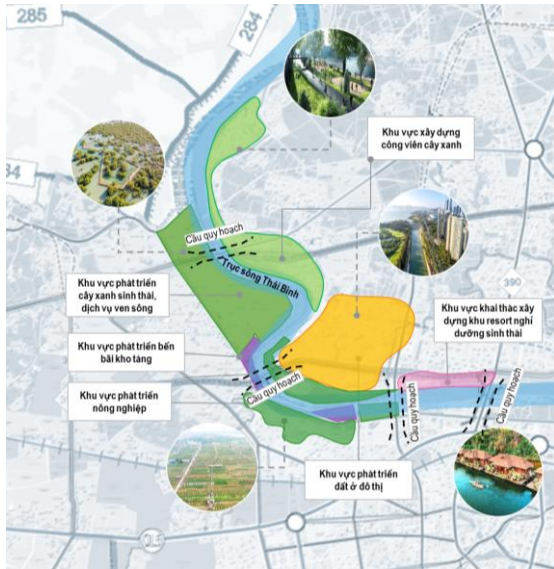 285
284
Khu vực xây dựng
công viên cây xanh
Cầu quy hoạch
Trục sông Thái Bình
Khu vực phát triển
cây xanh sinh thái,
dịch vụ ven sông
390
Khu vực khai thác xây
dựng khu resort nghỉ
dưỡng sinh thái
Khu vực phát triển bến
bãi kho tàng
Khu vực phát triển
nông nghiệp
Cầu quy hoạch
Cầu quy hoạch
Cầu quy hoạch
Khu vực phát triển
đất ở đô thị
QL5